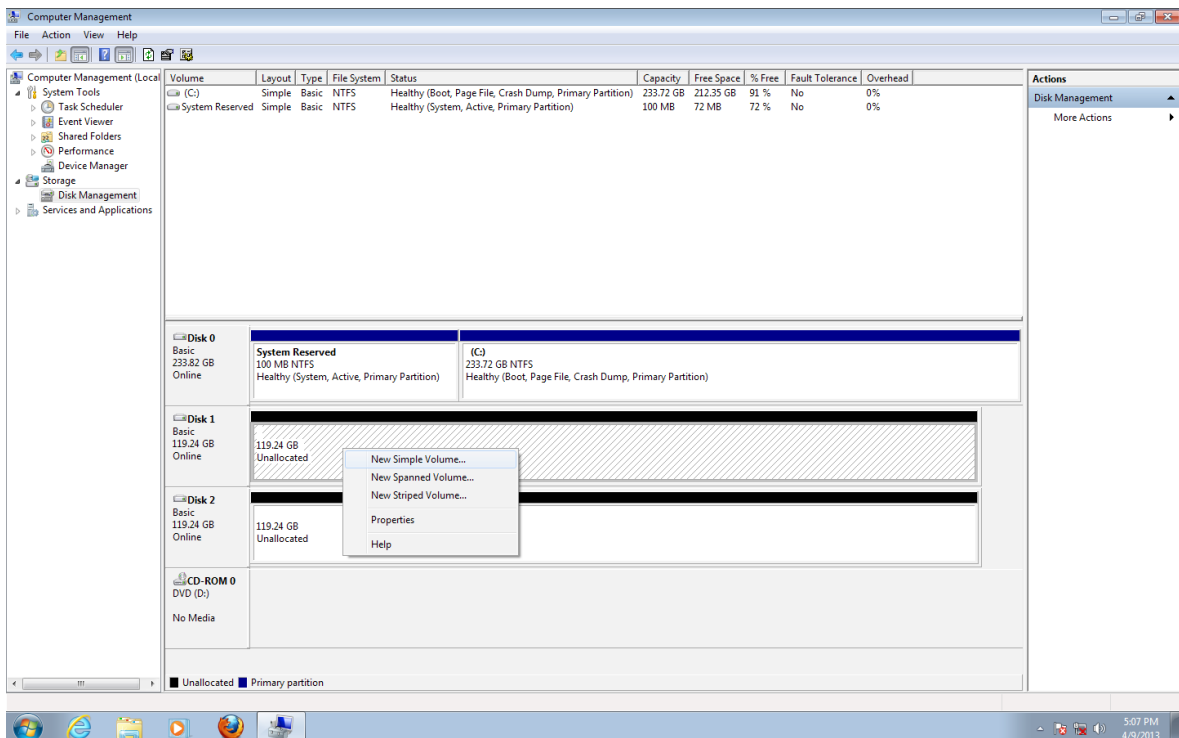 Computer Management
File Action View Help
Computer Management (Local
System Tools
Task Scheduler
Event Viewer
Shared Folders
Performance
Device Manager
Storage
Disk Management
Services and Applications
Volume Layout Type File System Status Capacity Free Space % Free Fault Tolerance Overhead
(C:) Simple Basic NTFS Healthy (Boot, Page File, Crash Dump, Primary Partition) 233.72 GB 212.35 GB 91 % No 0%
System Reserved Simple Basic NTFS Healthy (System, Active, Primary Partition) 100 MB 72 MB 72 % No 0%
Disk 0
Basic
233.82 GB
Online
System Reserved
100 MB NTFS
Healthy (System, Active, Primary Partition)
(C:)
233.72 GB NTFS
Healthy (Boot, Page File, Crash Dump, Primary Partition)
Disk 1
Basic
119.24 GB
Online
119.24 GB
Unallocated
New Simple Volume...
New Spanned Volume...
New Striped Volume...
Properties
Help
Disk 2
Basic
119.24 GB
Online
119.24 GB
Unallocated
CD-ROM 0
DVD (D:)
No Media
Unallocated Primary partition
Actions
Disk Management
More Actions
5:07 PM
4/9/2013